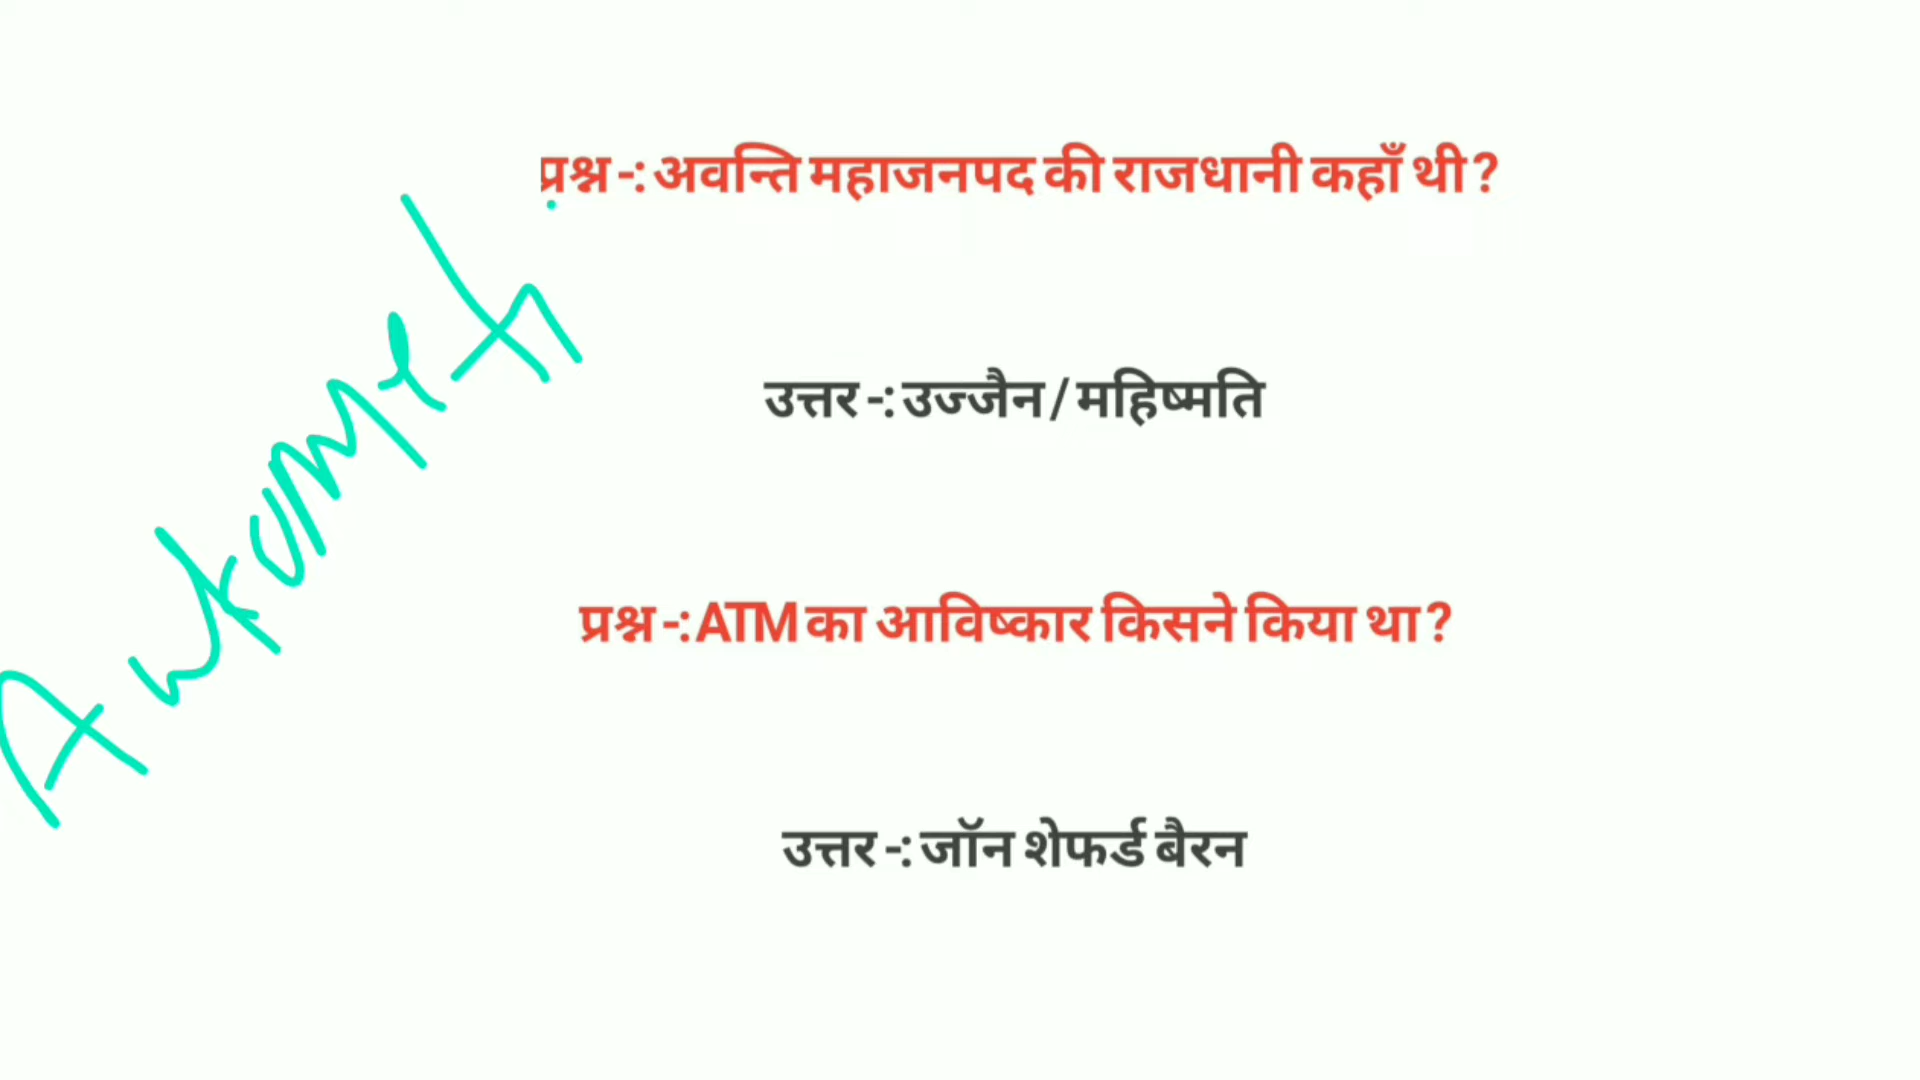 प्रश्न -: अवन्ति महाजनपद की राजधानी कहाँ थी ?
उत्तर -: उज्जैन / महिष्मति
प्रश्न -: ATM का आविष्कार किसने किया था ?
उत्तर -: जॉन शेफर्ड बैरन